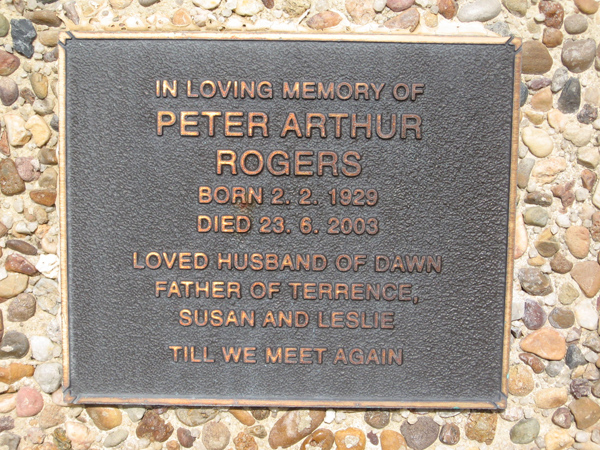 IN LOVING MEMORY OF
PETER ARTHUR
ROGERS
BORN 2. 2. 1929
DIED 23. 6. 2003
LOVED HUSBAND OF DAWN
FATHER OF TERRENCE,
SUSAN AND LESLIE
TILL WE MEET AGAIN